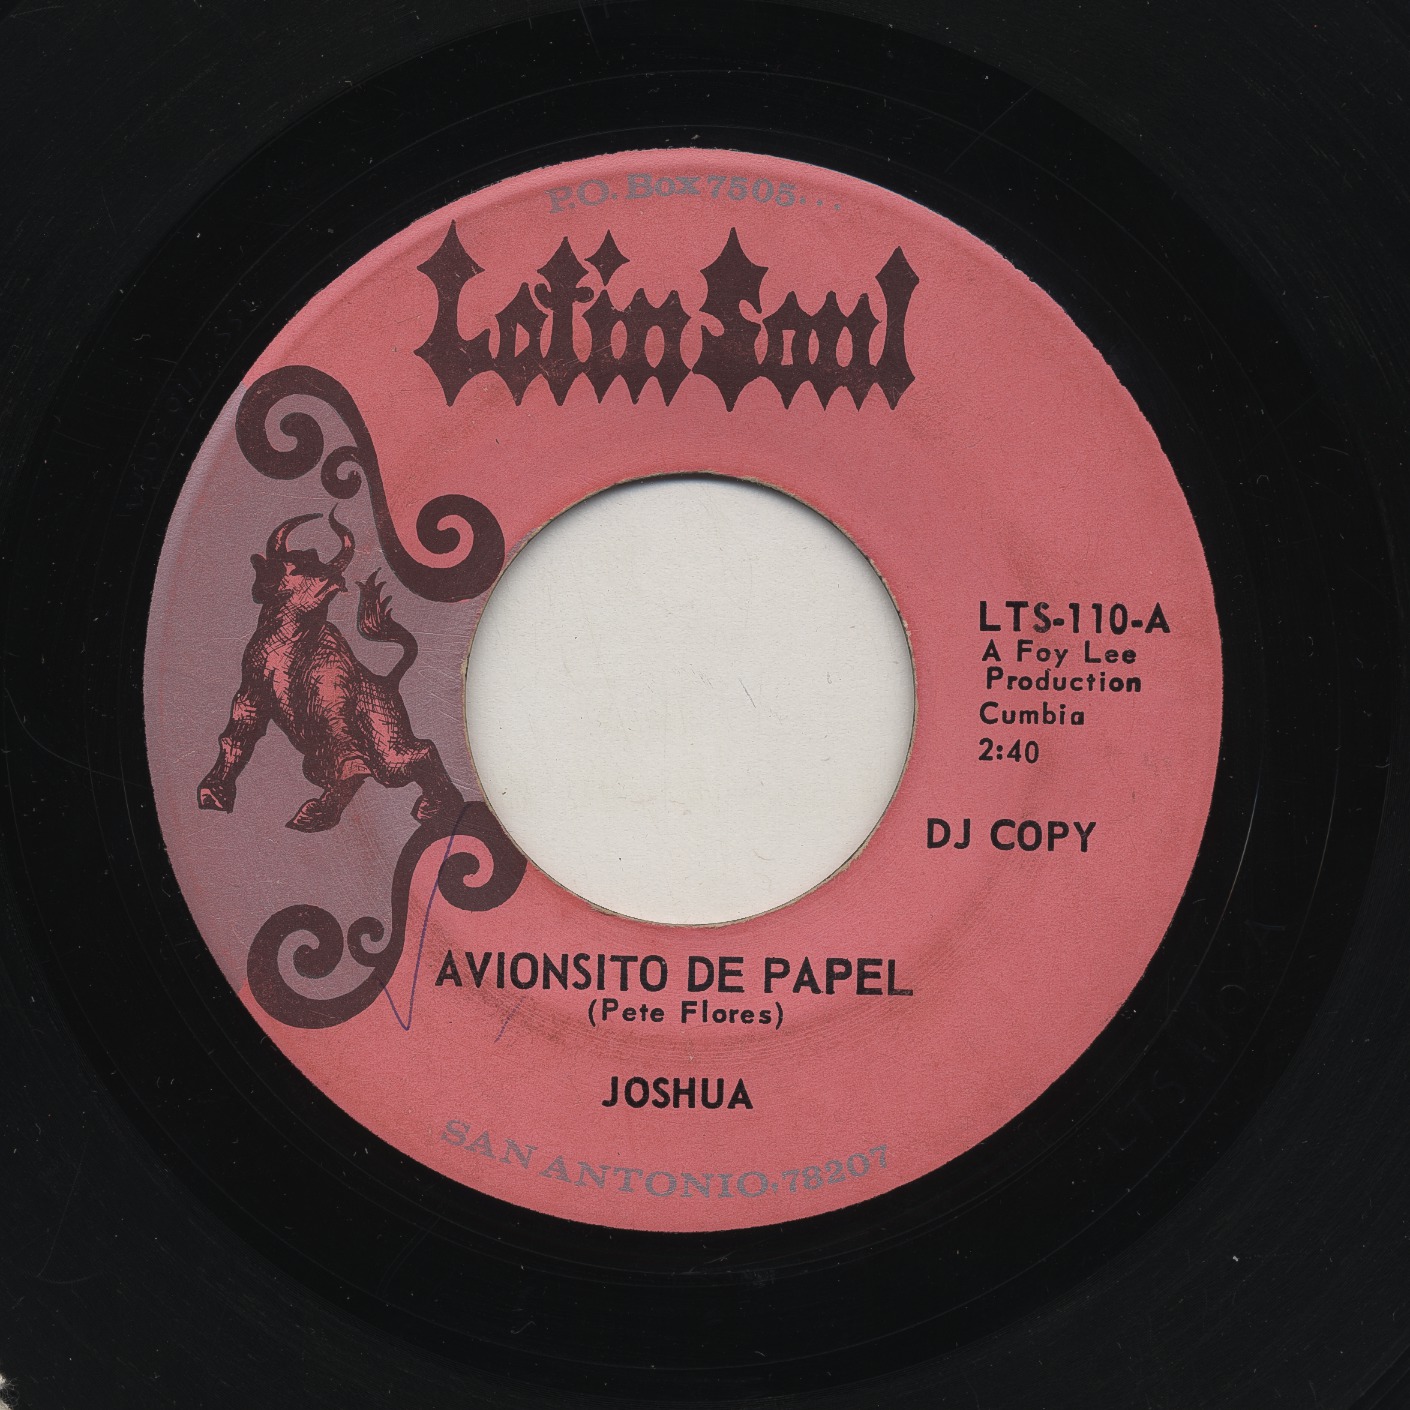 P.O. Box 7505...
Latin Soul
LTS-110-A
A Foy Lee
Production
Cumbia
2:40
DJ COPY
AVIONSITO DE PAPEL
(Pete Flores)
JOSHUA
SAN ANTONIO.78207